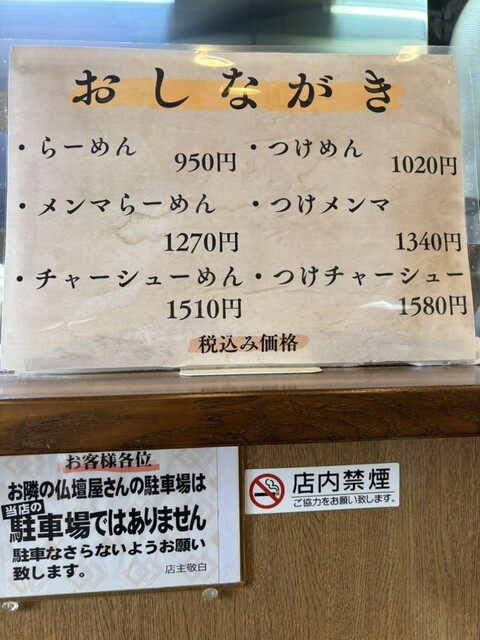 おしながき
・らーめん 950円
・つけめん 1020円
・メンマらーめん 1270円
・つけメンマ 1340円
・チャーシューめん 1510円
・つけチャーシュー 1580円
税込み価格
お客様各位
お隣の仏壇屋さんの駐車場は
当店の
駐車場ではありません
駐車なさらないようお願い
致します。
店主敬白
店内禁煙
ご協力をお願い致します。